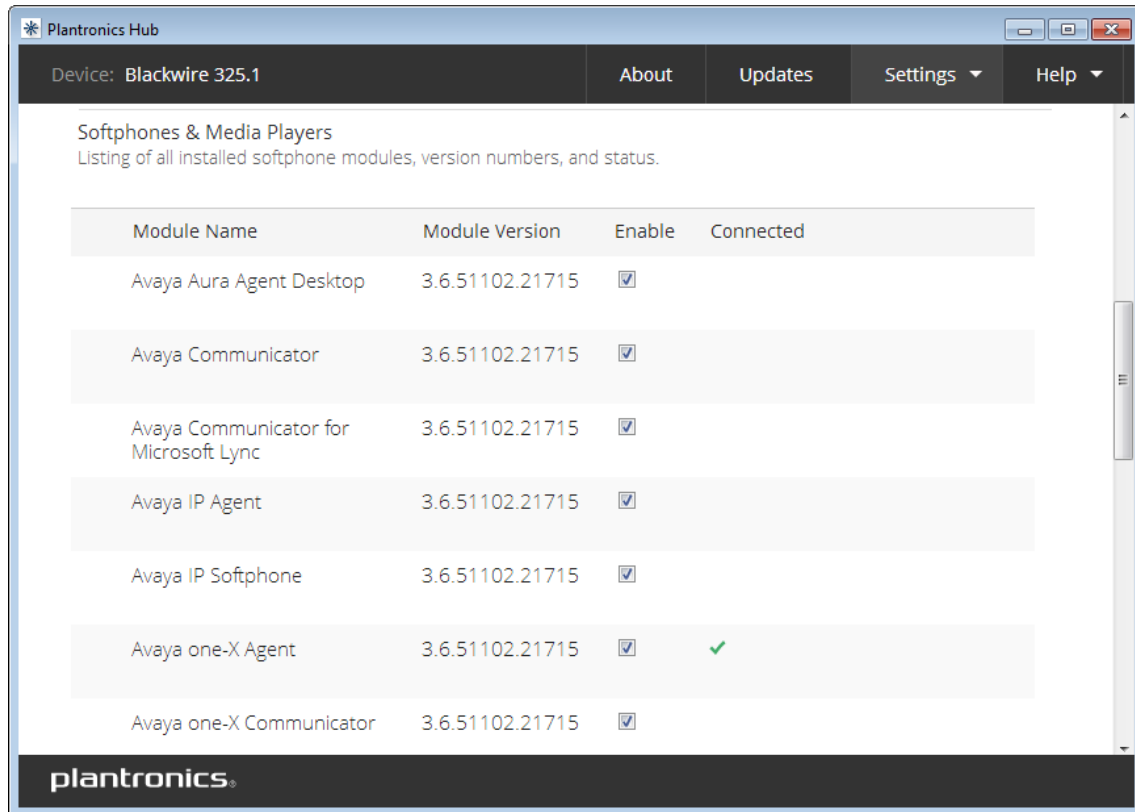 Plantronics Hub
Device: Blackwire 325.1 About Updates Settings Help
Softphones & Media Players
Listing of all installed softphone modules, version numbers, and status.
Module Name Module Version Enable Connected
Avaya Aura Agent Desktop 3.6.51102.21715
Avaya Communicator 3.6.51102.21715
Avaya Communicator for 3.6.51102.21715
Microsoft Lync
Avaya IP Agent 3.6.51102.21715
Avaya IP Softphone 3.6.51102.21715
Avaya one-X Agent 3.6.51102.21715
Avaya one-X Communicator 3.6.51102.21715
plantronics®